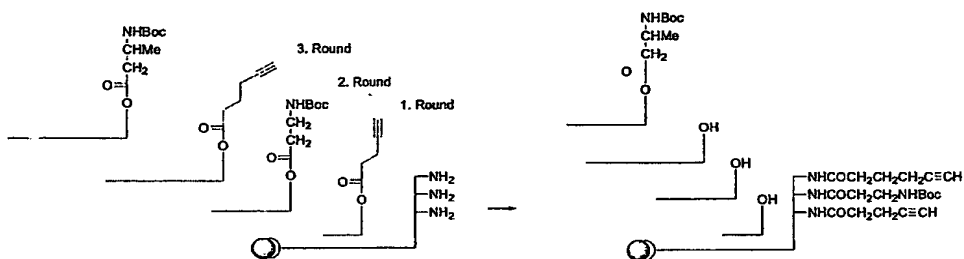 NHBoc
CHMe
CH₂
O
O
3. Round
O
O
2. Round
NHBoc
CH₂
CH₂
O
O
1. Round
O
O
NH₂
NH₂
NH₂
NHBoc
CHMe
CH₂
O
O
OH
OH
OH
NHCOCH₂CH₂CH₂C≡CH
NHCOCH₂CH₂NHBoc
NHCOCH₂CH₂C≡CH